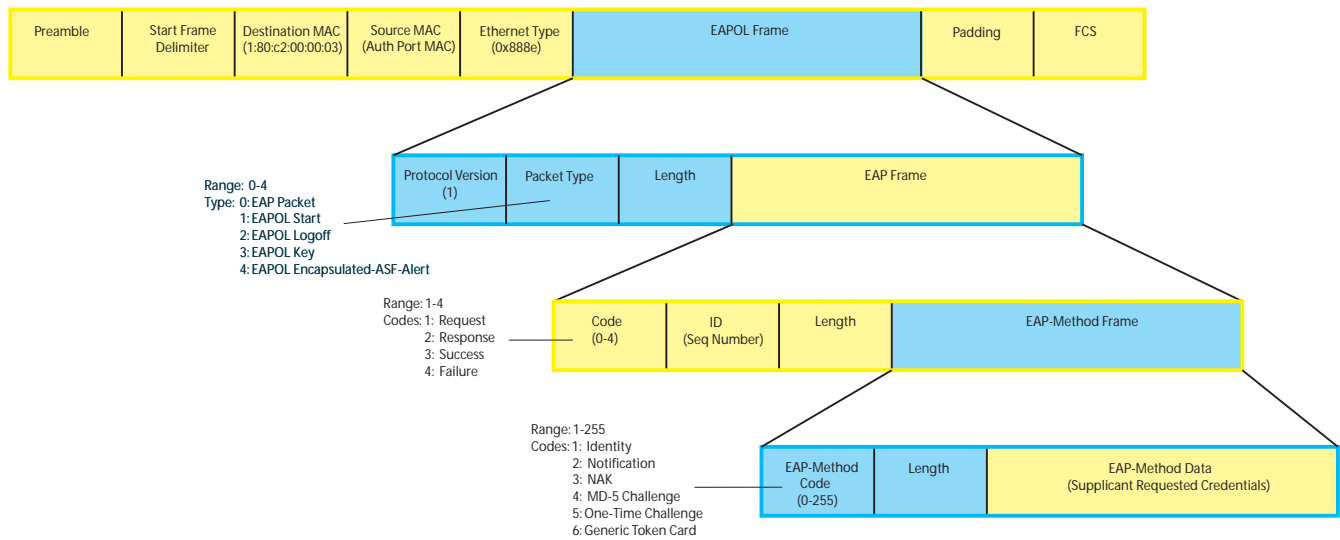 Preamble
Start Frame
Delimiter
Destination MAC
(1:80:c2:00:00:03)
Source MAC
(Auth Port MAC)
Ethernet Type
(0x888e)
EAPOL Frame
Padding
FCS
Protocol Version
(1)
Packet Type
Length
EAP Frame
Range: 0-4
Type: 0: EAP Packet
1: EAPOL Start
2: EAPOL Logoff
3: EAPOL Key
4: EAPOL Encapsulated-ASF-Alert
Range: 1-4
Codes: 1: Request
2: Response
3: Success
4: Failure
Code
(0-4)
ID
(Seq Number)
Length
EAP-Method Frame
Range: 1-255
Codes: 1: Identity
2: Notification
3: NAK
4: MD-5 Challenge
5: One-Time Challenge
6: Generic Token Card
EAP-Method
Code
(0-255)
Length
EAP-Method Data
(Supplicant Requested Credentials)